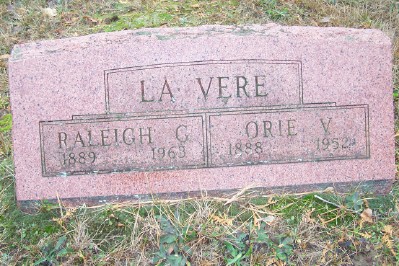 LA VERE
RALEIGH C ORIE V
1889 1963 1888 1952